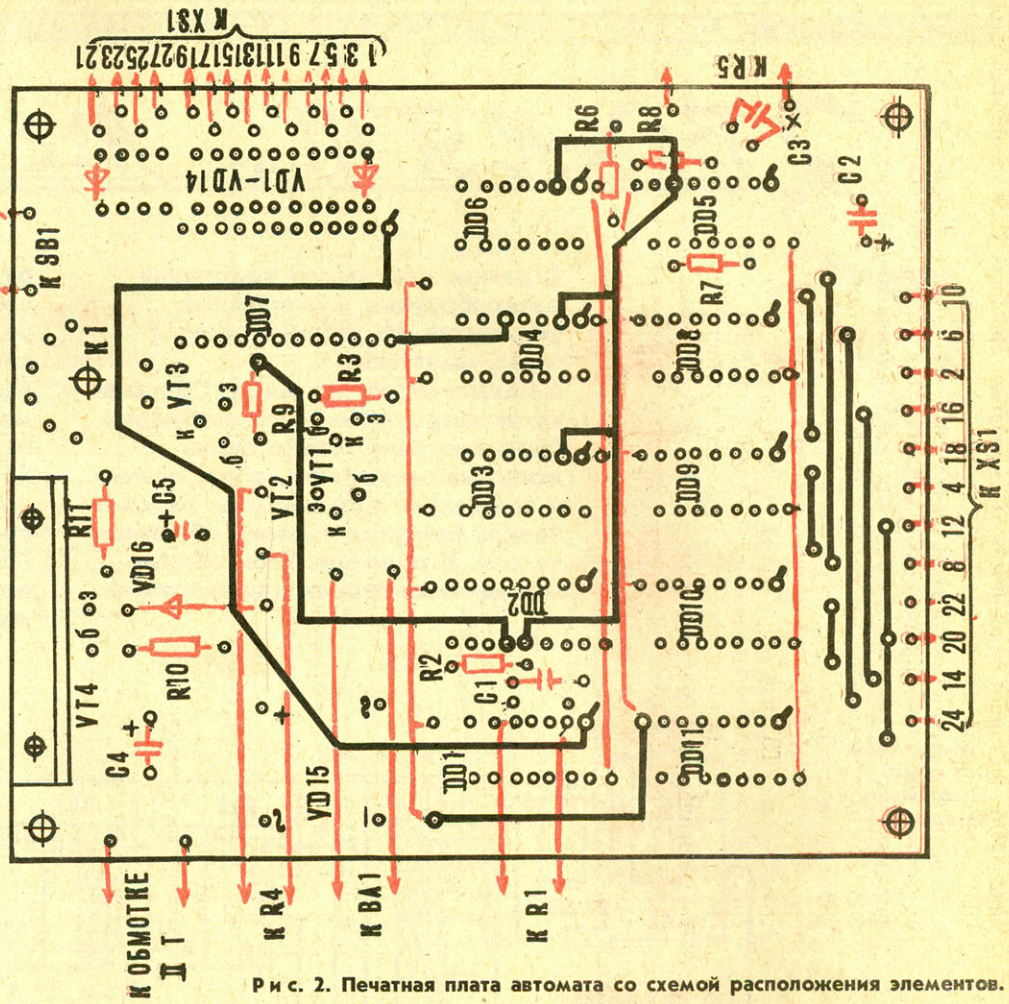 К XS1
23 21 25 27 19 17 15 13 11 9 7 5 3 1
К R5
R6
R8
C3
C2
VD1-VD14
DD6
DD5
К SB1
R7
DD7
К1
VT3
R3
DD4
DD8
10
6
2
16
18
4
12
8
22
20
14
24
К XS1
К
б
э
R9
б
К
э
VT2
VT1
э
К
б
DD3
DD9
R11
C5
+
VD16
DD2
DD10
VT4
б
э
R10
R2
C1
C4
+
+
~
VD15
~
–
DD1
DD11
К ОБМОТКЕ
II Т
К R4
К ВА1
К R1
Рис. 2. Печатная плата автомата со схемой расположения элементов.